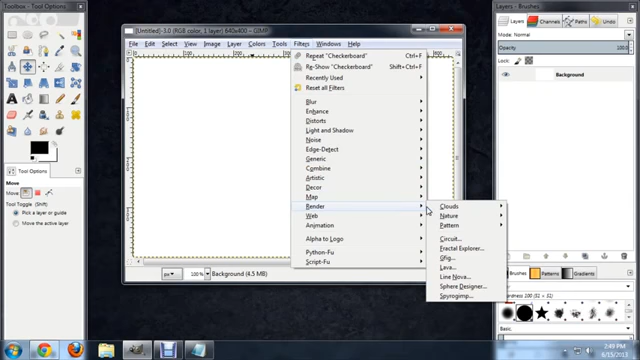 Toolbox - Tool Options
[Untitled]-3.0 (RGB color, 1 layer) 640x400 – GIMP
File Edit Select View Image Layer Colors Tools Filters Windows Help
Repeat "Checkerboard" Ctrl+F
Re-Show "Checkerboard" Shift+Ctrl+F
Recently Used
Reset all Filters
Blur
Enhance
Distorts
Light and Shadow
Noise
Edge-Detect
Generic
Combine
Artistic
Decor
Map
Render
Web
Animation
Alpha to Logo
Python-Fu
Script-Fu
Clouds
Nature
Pattern
Circuit...
Fractal Explorer...
Gfig...
Lava...
Line Nova...
Sphere Designer...
Spyrogimp...
Tool Options
Move
Move:
Tool Toggle (Shift)
Pick a layer or guide
Move the active layer
px
100 %
Background (4.5 MB)
Layers - Brushes
Layers
Channels
Paths
Undo
Mode: Normal
Opacity 100.0
Lock:
Background
Brushes
Patterns
Gradients
Hardness 100 (51 × 51)
Basic,
2:49 PM
6/15/2013